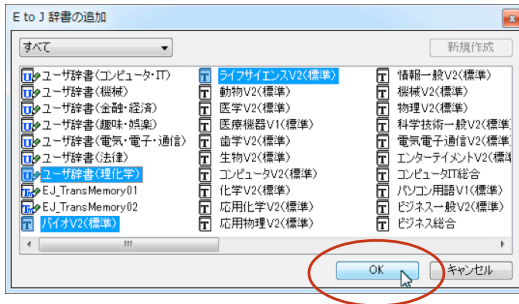 E to J 辞書の追加
すべて
新規作成
ユーザ辞書(コンピュータ・IT)
ユーザ辞書(機械)
ユーザ辞書(金融・経済)
ユーザ辞書(趣味・娯楽)
ユーザ辞書(電気・電子・通信)
ユーザ辞書(法律)
ユーザ辞書(理化学)
EJ_TransMemory01
EJ_TransMemory02
バイオV2(標準)
ライフサイエンスV2(標準)
動物V2(標準)
医学V2(標準)
医療機器V1(標準)
歯学V2(標準)
生物V2(標準)
コンピュータV2(標準)
化学V2(標準)
応用化学V2(標準)
応用物理V2(標準)
情報一般V2(標準)
機械V2(標準)
物理V2(標準)
科学技術一般V2(標準
電気電子通信V2(標準
エンターテイメントV2(標準
コンピュータIT総合
パソコン用語V1(標準)
ビジネス一般V2(標準)
ビジネス総合
OK
キャンセル